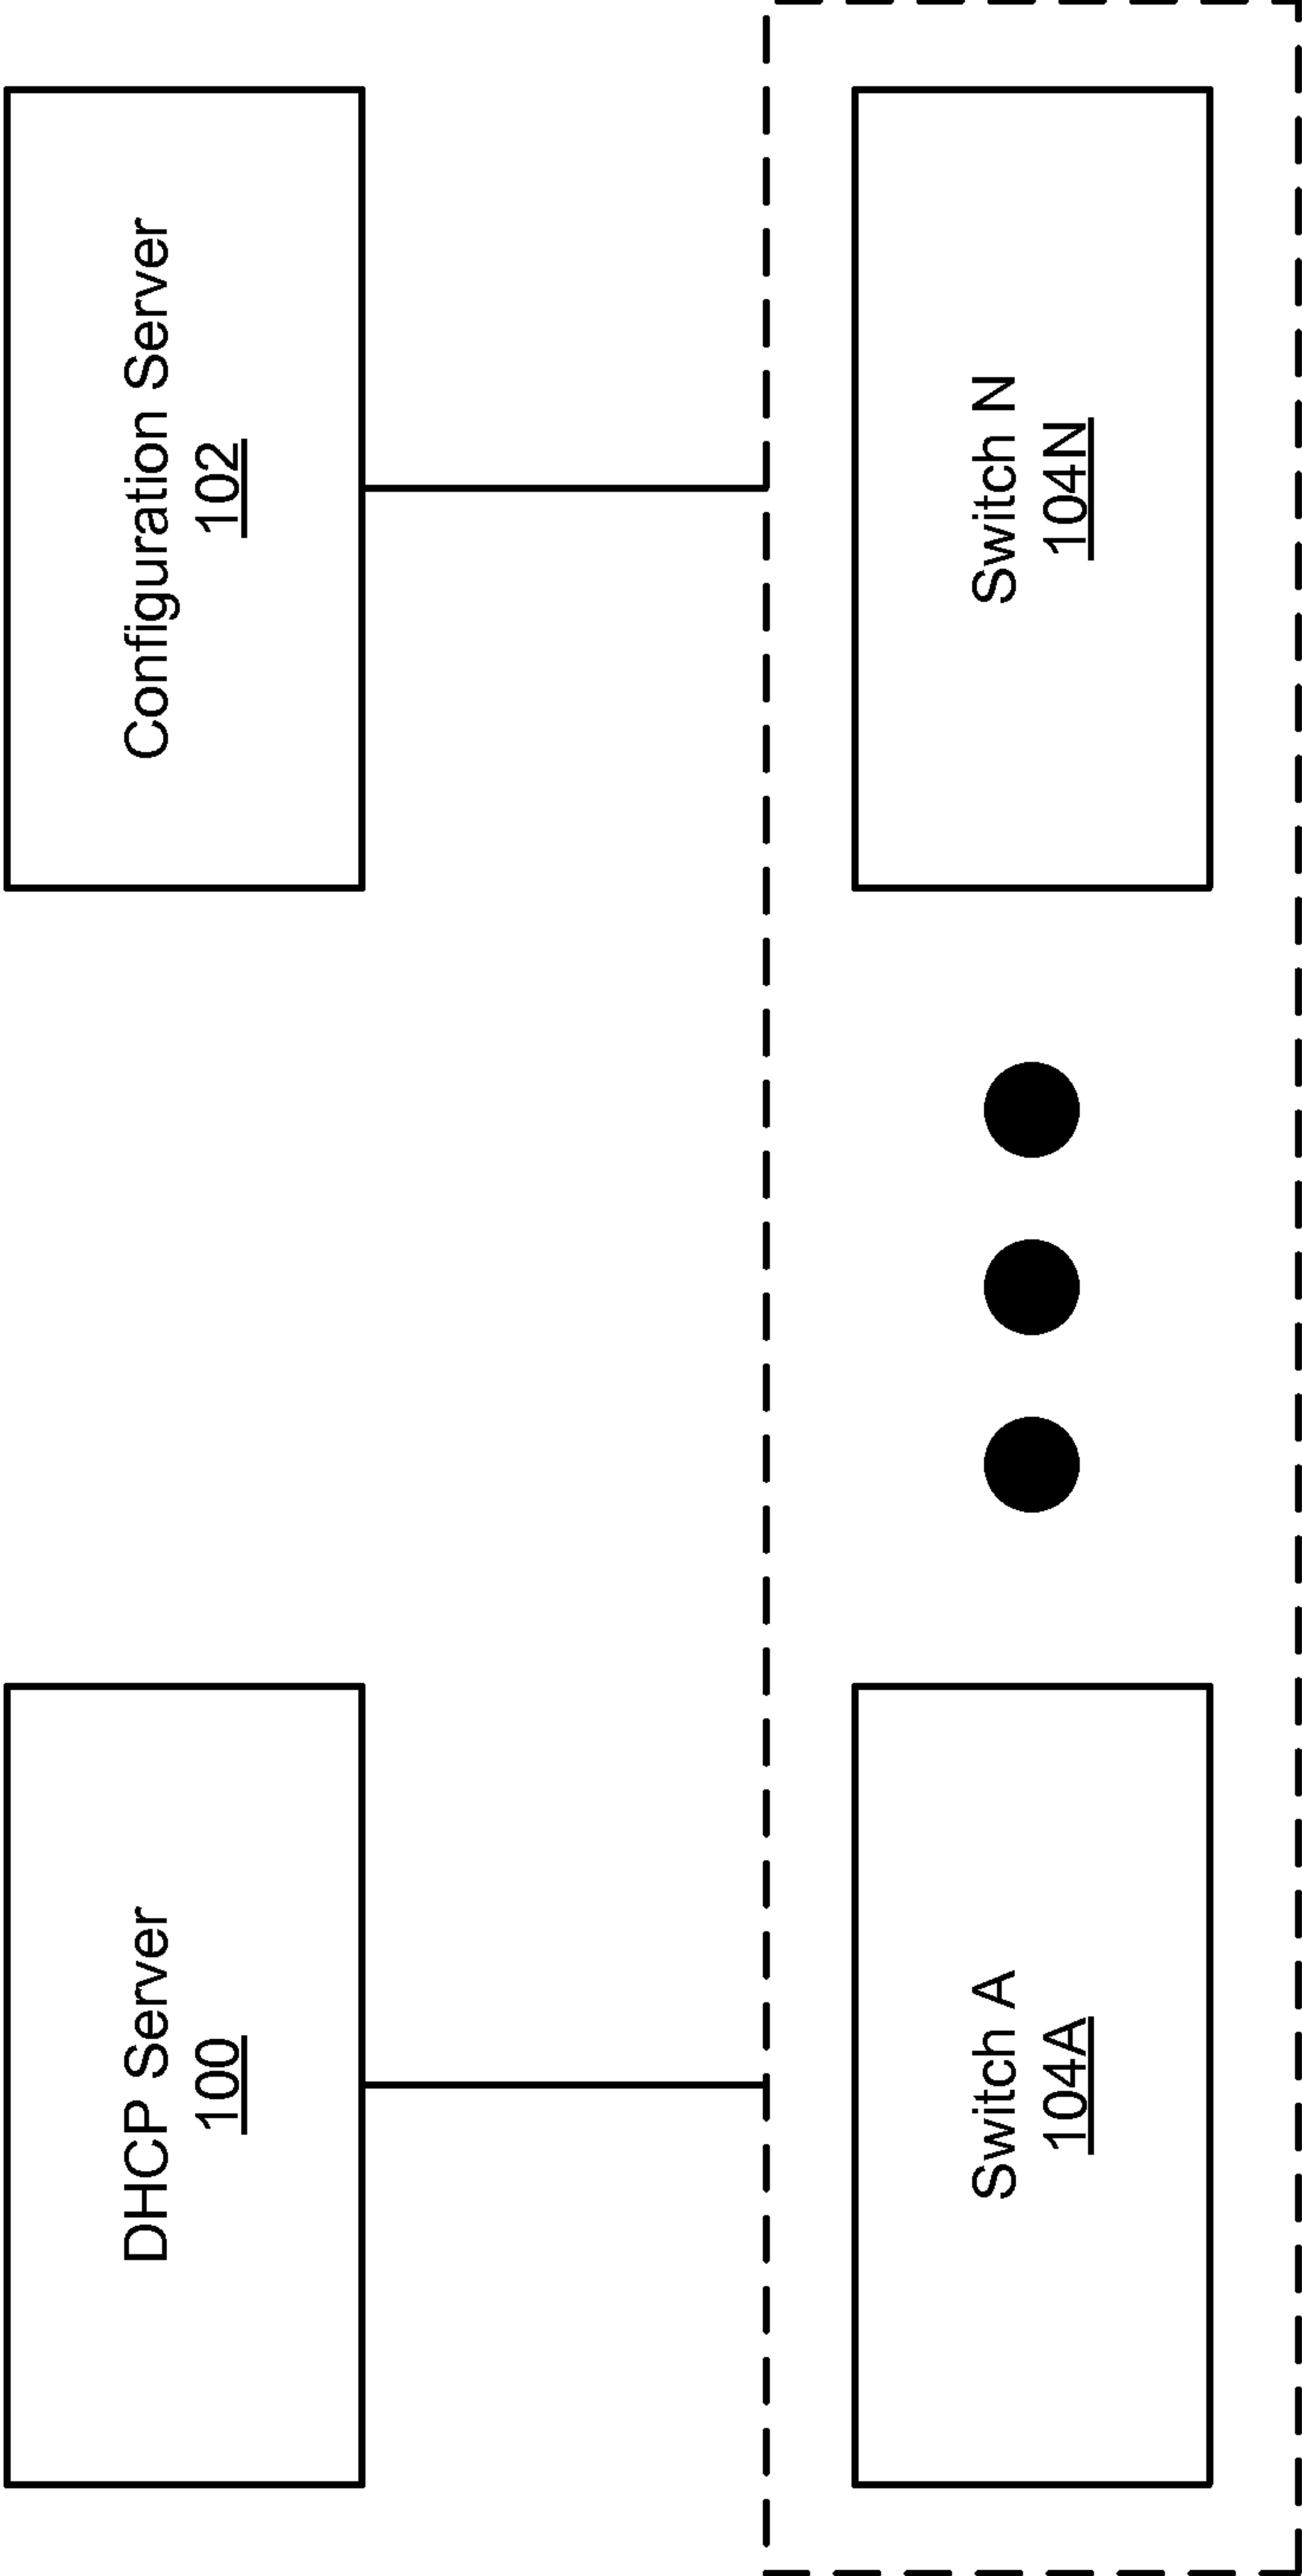 DHCP Server
100
Configuration Server
102
Switch A
104A
Switch N
104N